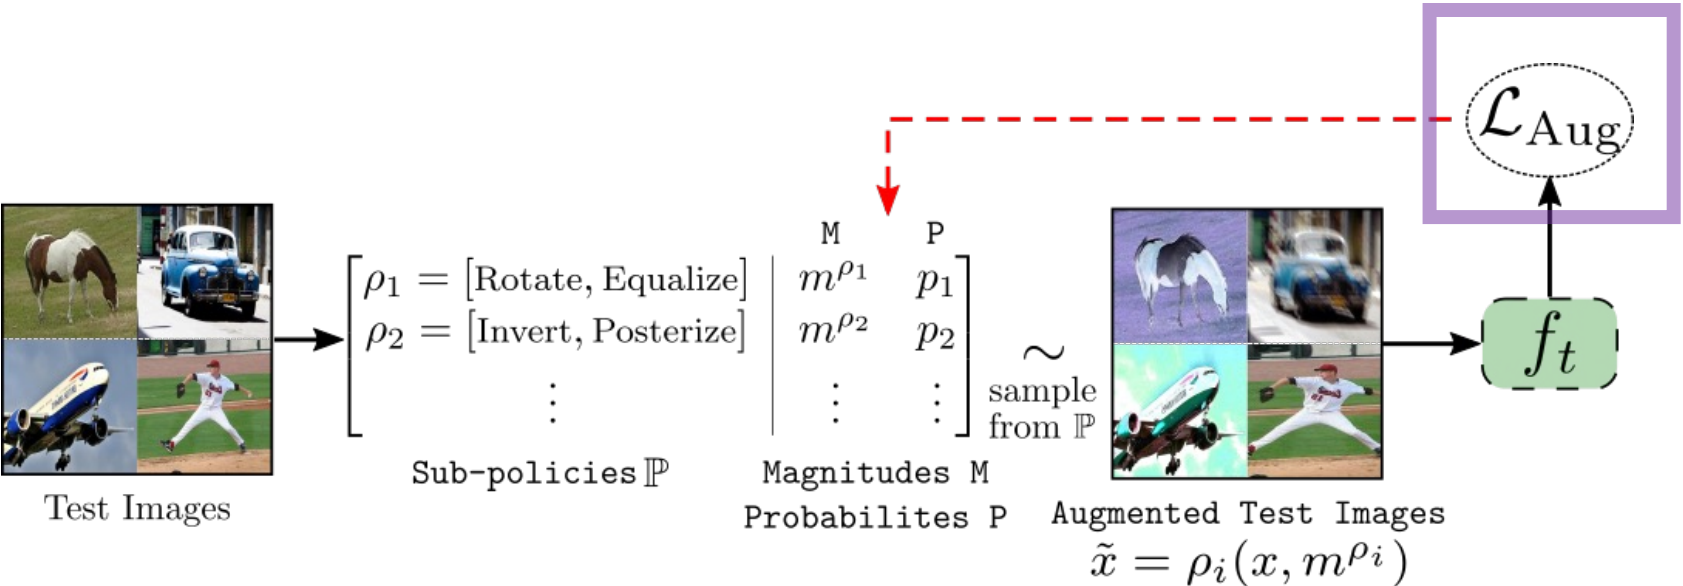 ℒ_Aug
M P
ρ₁ = [Rotate, Equalize] m^{ρ₁} p₁
ρ₂ = [Invert, Posterize] m^{ρ₂} p₂
⋮ ⋮ ⋮
∼
sample
from ℙ
f_t
Sub-policies ℙ
Magnitudes M
Probabilites P
Test Images
Augmented Test Images
x̃ = ρᵢ(x, m^{ρᵢ})